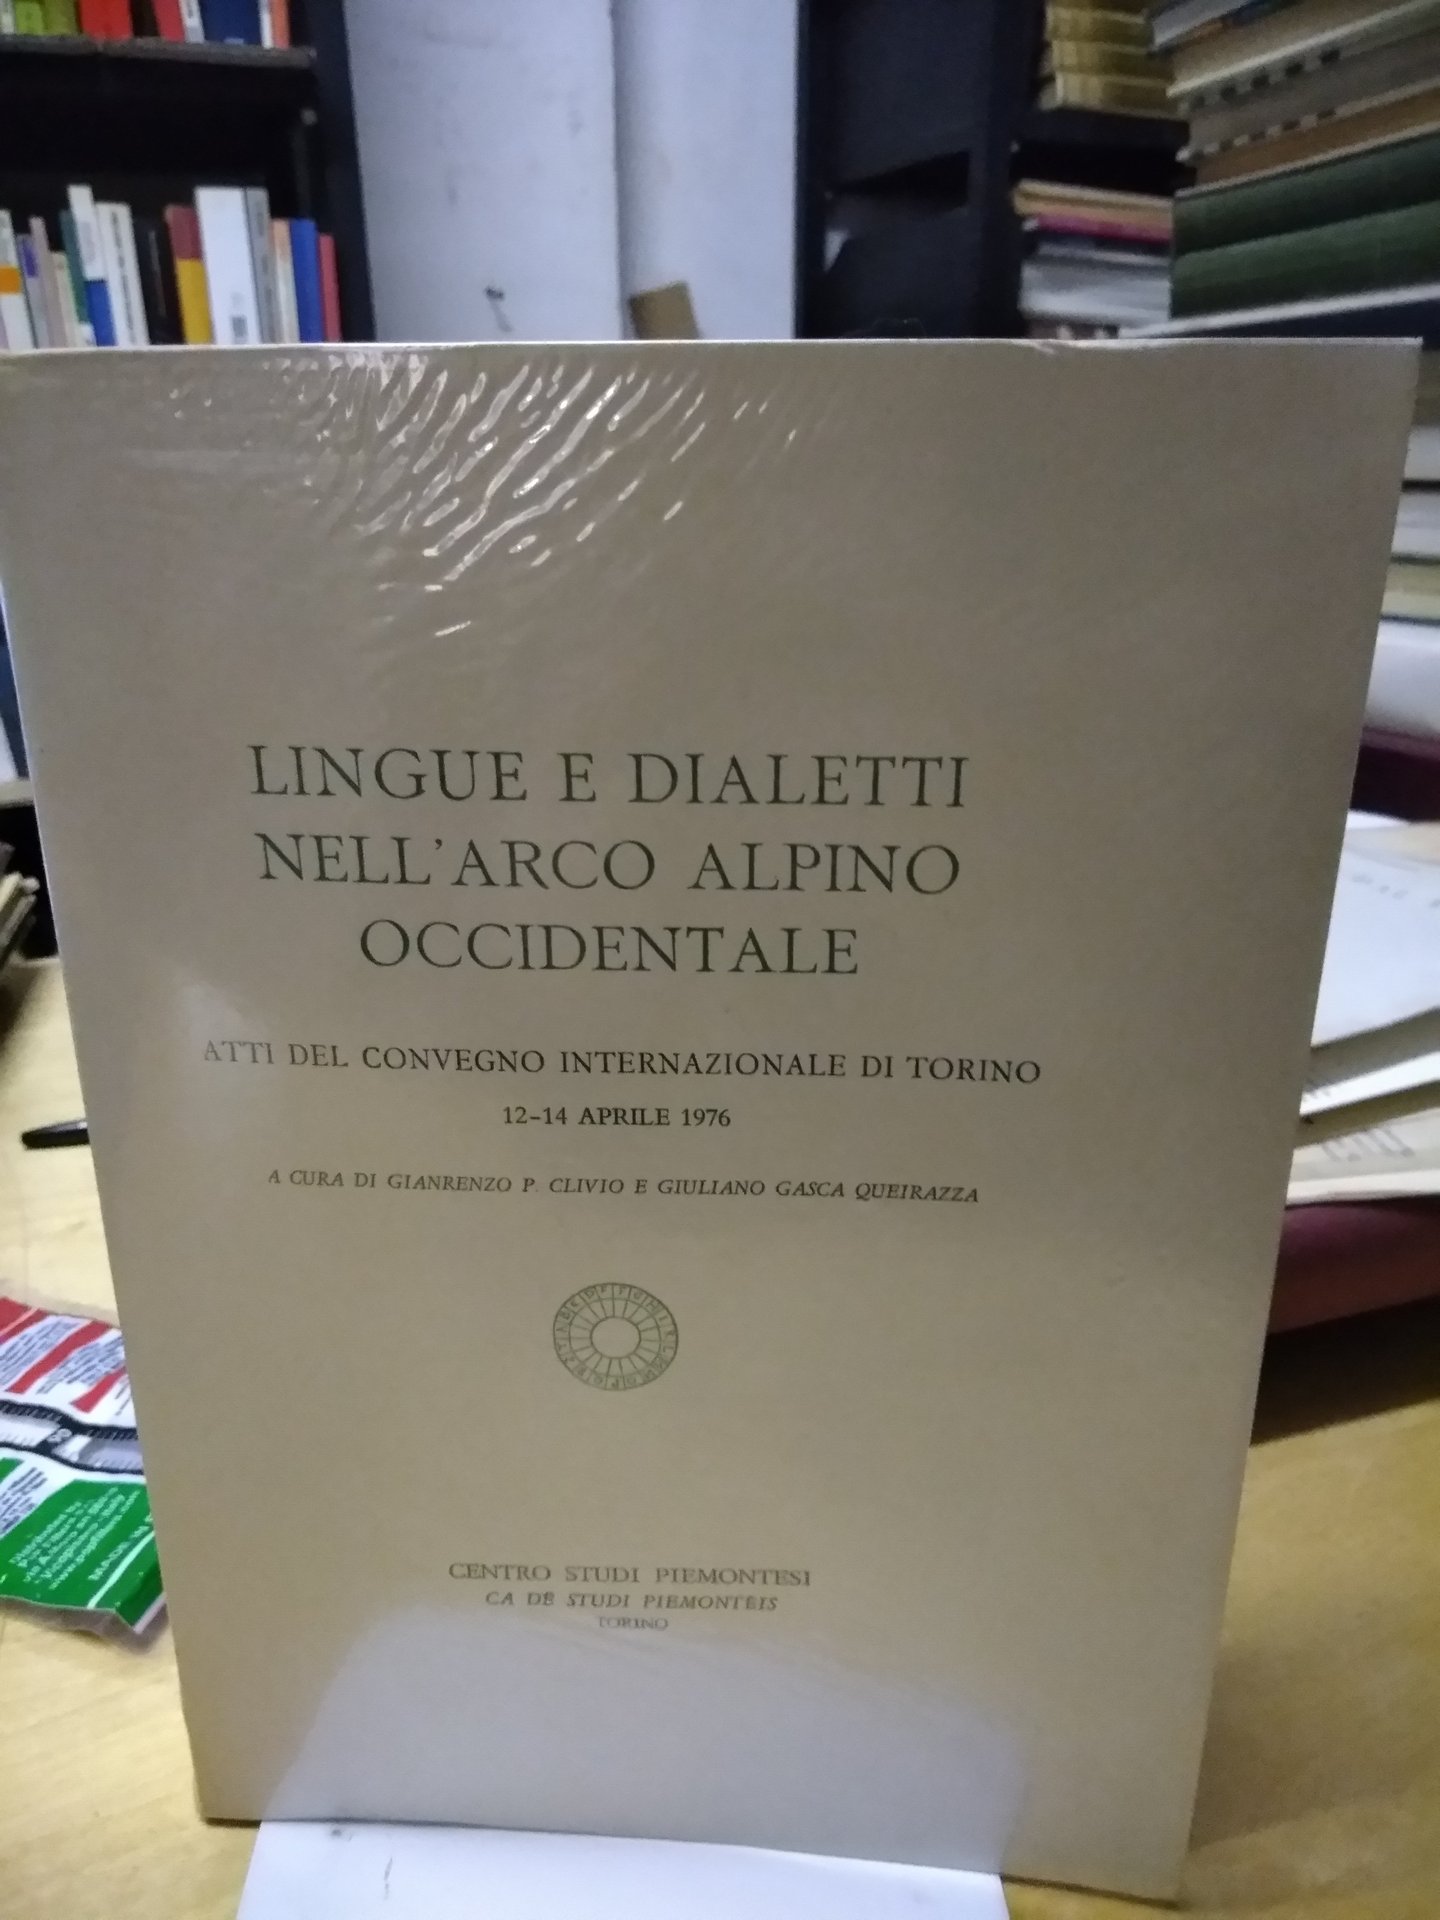 LINGUE E DIALETTI
NELL'ARCO ALPINO
OCCIDENTALE
ATTI DEL CONVEGNO INTERNAZIONALE DI TORINO
12-14 APRILE 1976
A CURA DI GIANRENZO P. CLIVIO E GIULIANO GASCA QUEIRAZZA
CENTRO STUDI PIEMONTESI
CA DË STUDI PIEMONTÈIS
TORINO